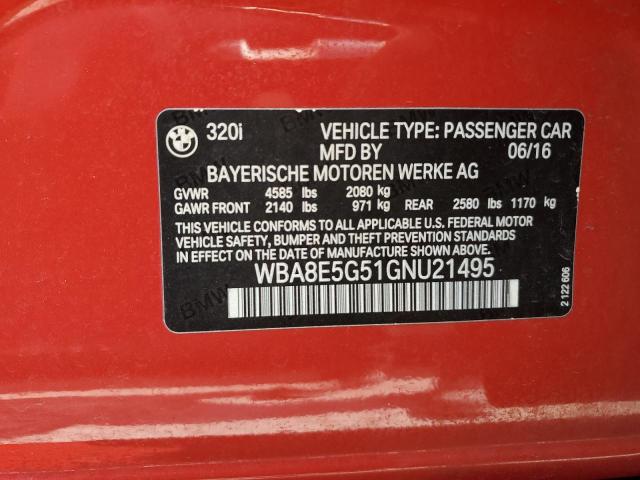 320i VEHICLE TYPE: PASSENGER CAR
MFD BY 06/16
BAYERISCHE MOTOREN WERKE AG
GVWR 4585 lbs 2080 kg
GAWR FRONT 2140 lbs 971 kg REAR 2580 lbs 1170 kg
THIS VEHICLE CONFORMS TO ALL APPLICABLE U.S. FEDERAL MOTOR
VEHICLE SAFETY, BUMPER AND THEFT PREVENTION STANDARDS
IN EFFECT ON THE DATE OF MANUFACTURE SHOWN ABOVE.
WBA8E5G51GNU21495
2 122 606
BMW